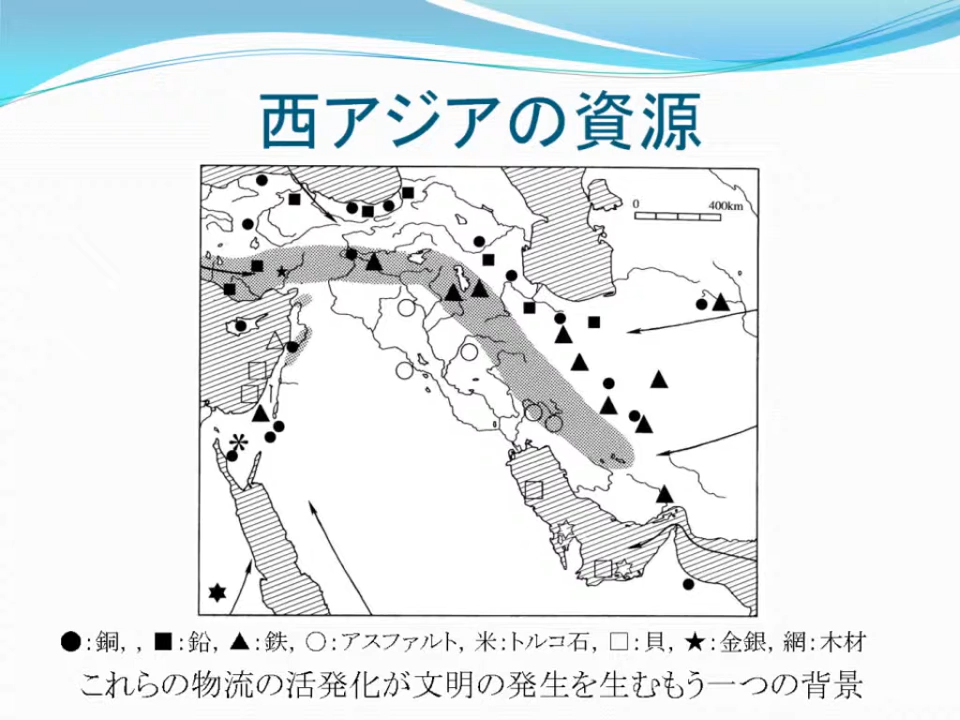 西アジアの資源
0 400km
●:銅, , ■:鉛, ▲:鉄, ○:アスファルト, 米:トルコ石, □:貝, ★:金銀, 網:木材
これらの物流の活発化が文明の発生を生むもう一つの背景